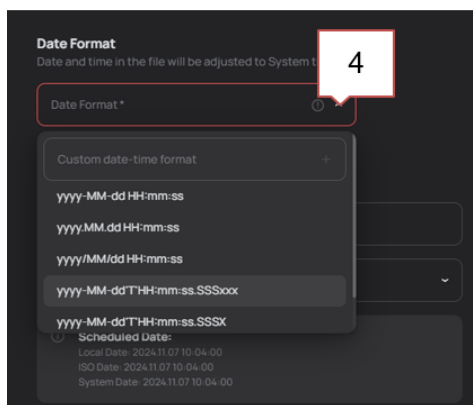 Date Format
Date and time in the file will be adjusted to System t
4
Date Format *
Custom date-time format +
yyyy-MM-dd HH:mm:ss
yyyy.MM.dd HH:mm:ss
yyyy/MM/dd HH:mm:ss
yyyy-MM-dd'T'HH:mm:ss.SSSxxx
yyyy-MM-dd'T'HH:mm:ss.SSSX
Scheduled Date:
Local Date: 2024.11.07 10:04:00
ISO Date: 2024.11.07 10:04:00
System Date: 2024.11.07 10:04:00